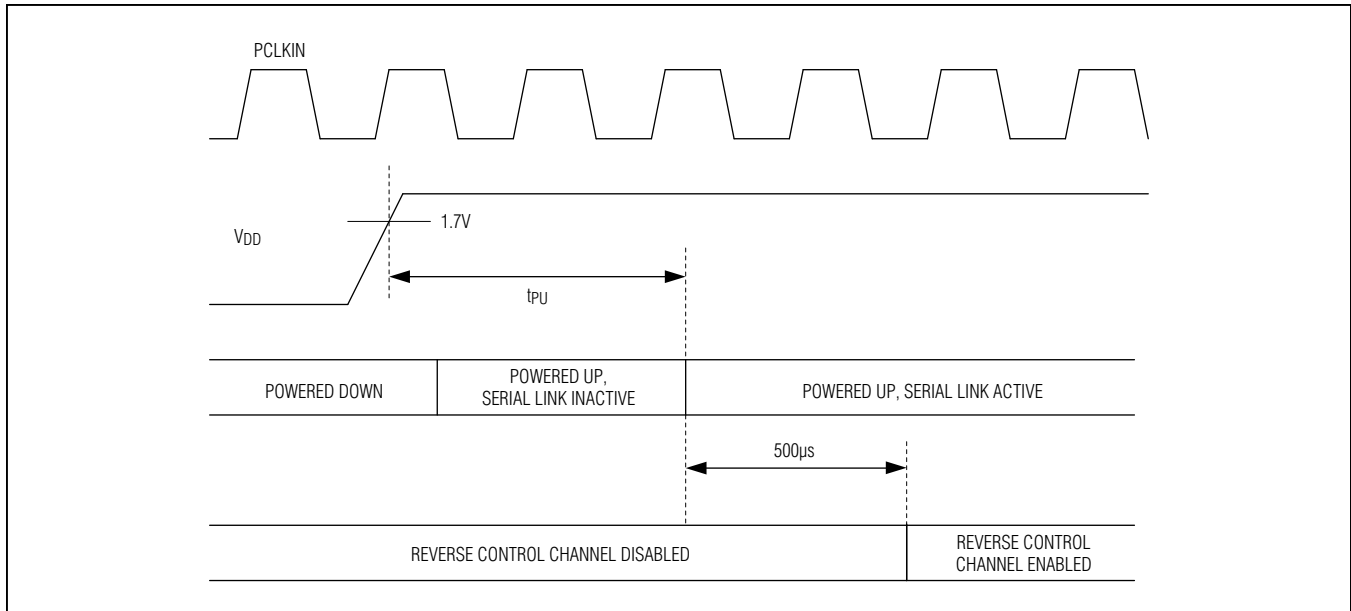 PCLKIN
1.7V
VDD
tPU
POWERED DOWN
POWERED UP,
SERIAL LINK INACTIVE
POWERED UP, SERIAL LINK ACTIVE
500µs
REVERSE CONTROL CHANNEL DISABLED
REVERSE CONTROL
CHANNEL ENABLED